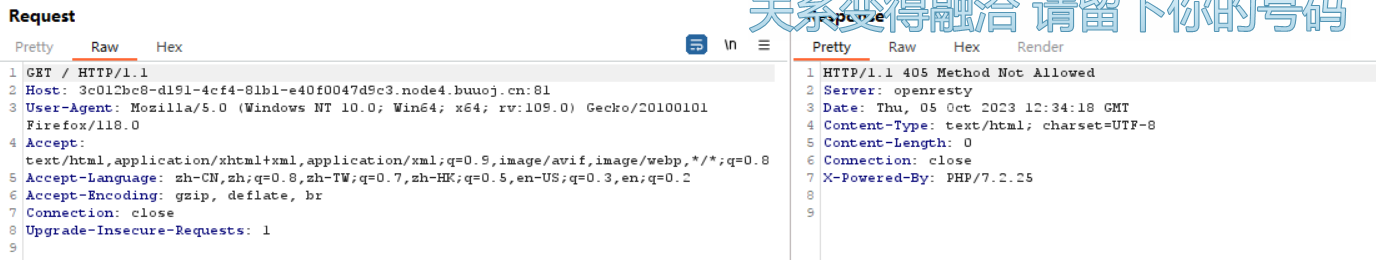 Request
Pretty Raw Hex \n
1 GET / HTTP/1.1
2 Host: 3c012bc8-d191-4cf4-81b1-e40f0047d9c3.node4.buuoj.cn:81
3 User-Agent: Mozilla/5.0 (Windows NT 10.0; Win64; x64; rv:109.0) Gecko/20100101
Firefox/118.0
4 Accept:
text/html,application/xhtml+xml,application/xml;q=0.9,image/avif,image/webp,*/*;q=0.8
5 Accept-Language: zh-CN,zh;q=0.8,zh-TW;q=0.7,zh-HK;q=0.5,en-US;q=0.3,en;q=0.2
6 Accept-Encoding: gzip, deflate, br
7 Connection: close
8 Upgrade-Insecure-Requests: 1
9
关系变得融洽 请留下你的号码
Response
Pretty Raw Hex Render
1 HTTP/1.1 405 Method Not Allowed
2 Server: openresty
3 Date: Thu, 05 Oct 2023 12:34:18 GMT
4 Content-Type: text/html; charset=UTF-8
5 Content-Length: 0
6 Connection: close
7 X-Powered-By: PHP/7.2.25
8
9